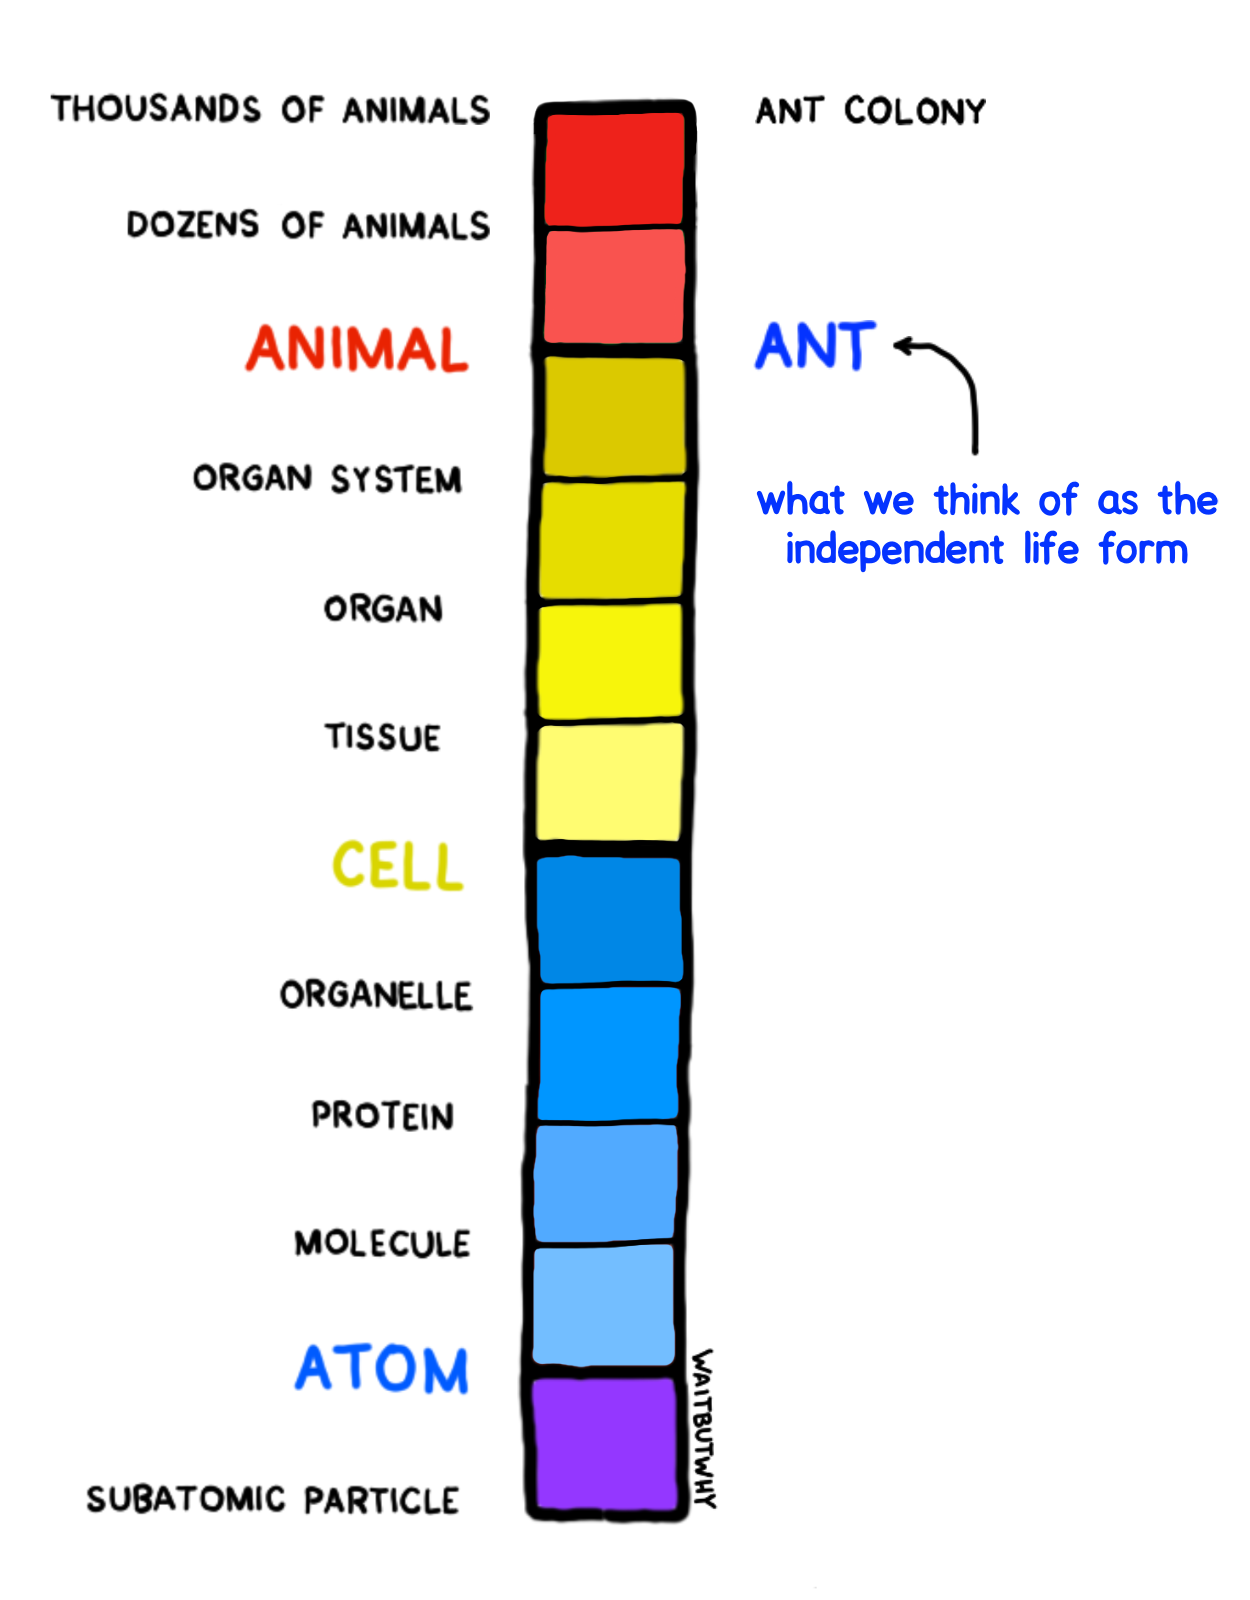 THOUSANDS OF ANIMALS
ANT COLONY
DOZENS OF ANIMALS
ANIMAL
ANT
ORGAN SYSTEM
what we think of as the
independent life form
ORGAN
TISSUE
CELL
ORGANELLE
PROTEIN
MOLECULE
ATOM
WAITBUTWHY
SUBATOMIC PARTICLE